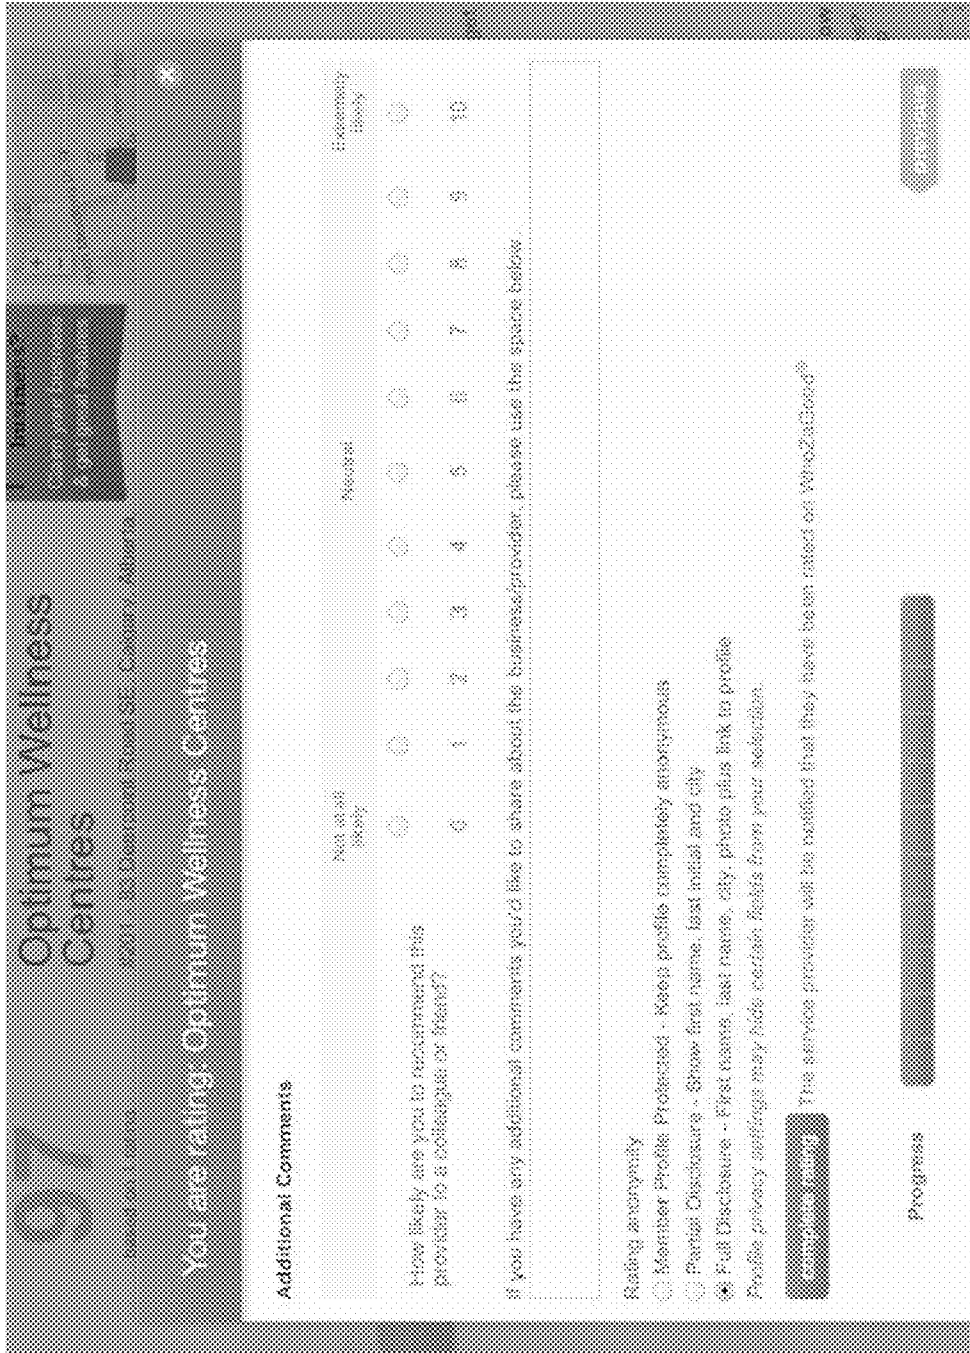 9.7
Optimum Wellness
Centres
You are rating: Optimum Wellness Centres
Additional Comments
Not at all
likely
Neutral
Extremely
likely
How likely are you to recommend this
provider to a colleague or friend?
0 1 2 3 4 5 6 7 8 9 10
If you have any additional comments you'd like to share about the business/provider, please use the space below
Rating anonymity
Member Profile Protected - Keep profile completely anonymous
Partial Disclosure - Show first name, last initial and city
Full Disclosure - First name, last name, city, photo plus link to profile
Profile privacy settings may hide certain fields from your selection.
complete rating The service provider will be notified that they have been rated on Who2aGood®
Progress